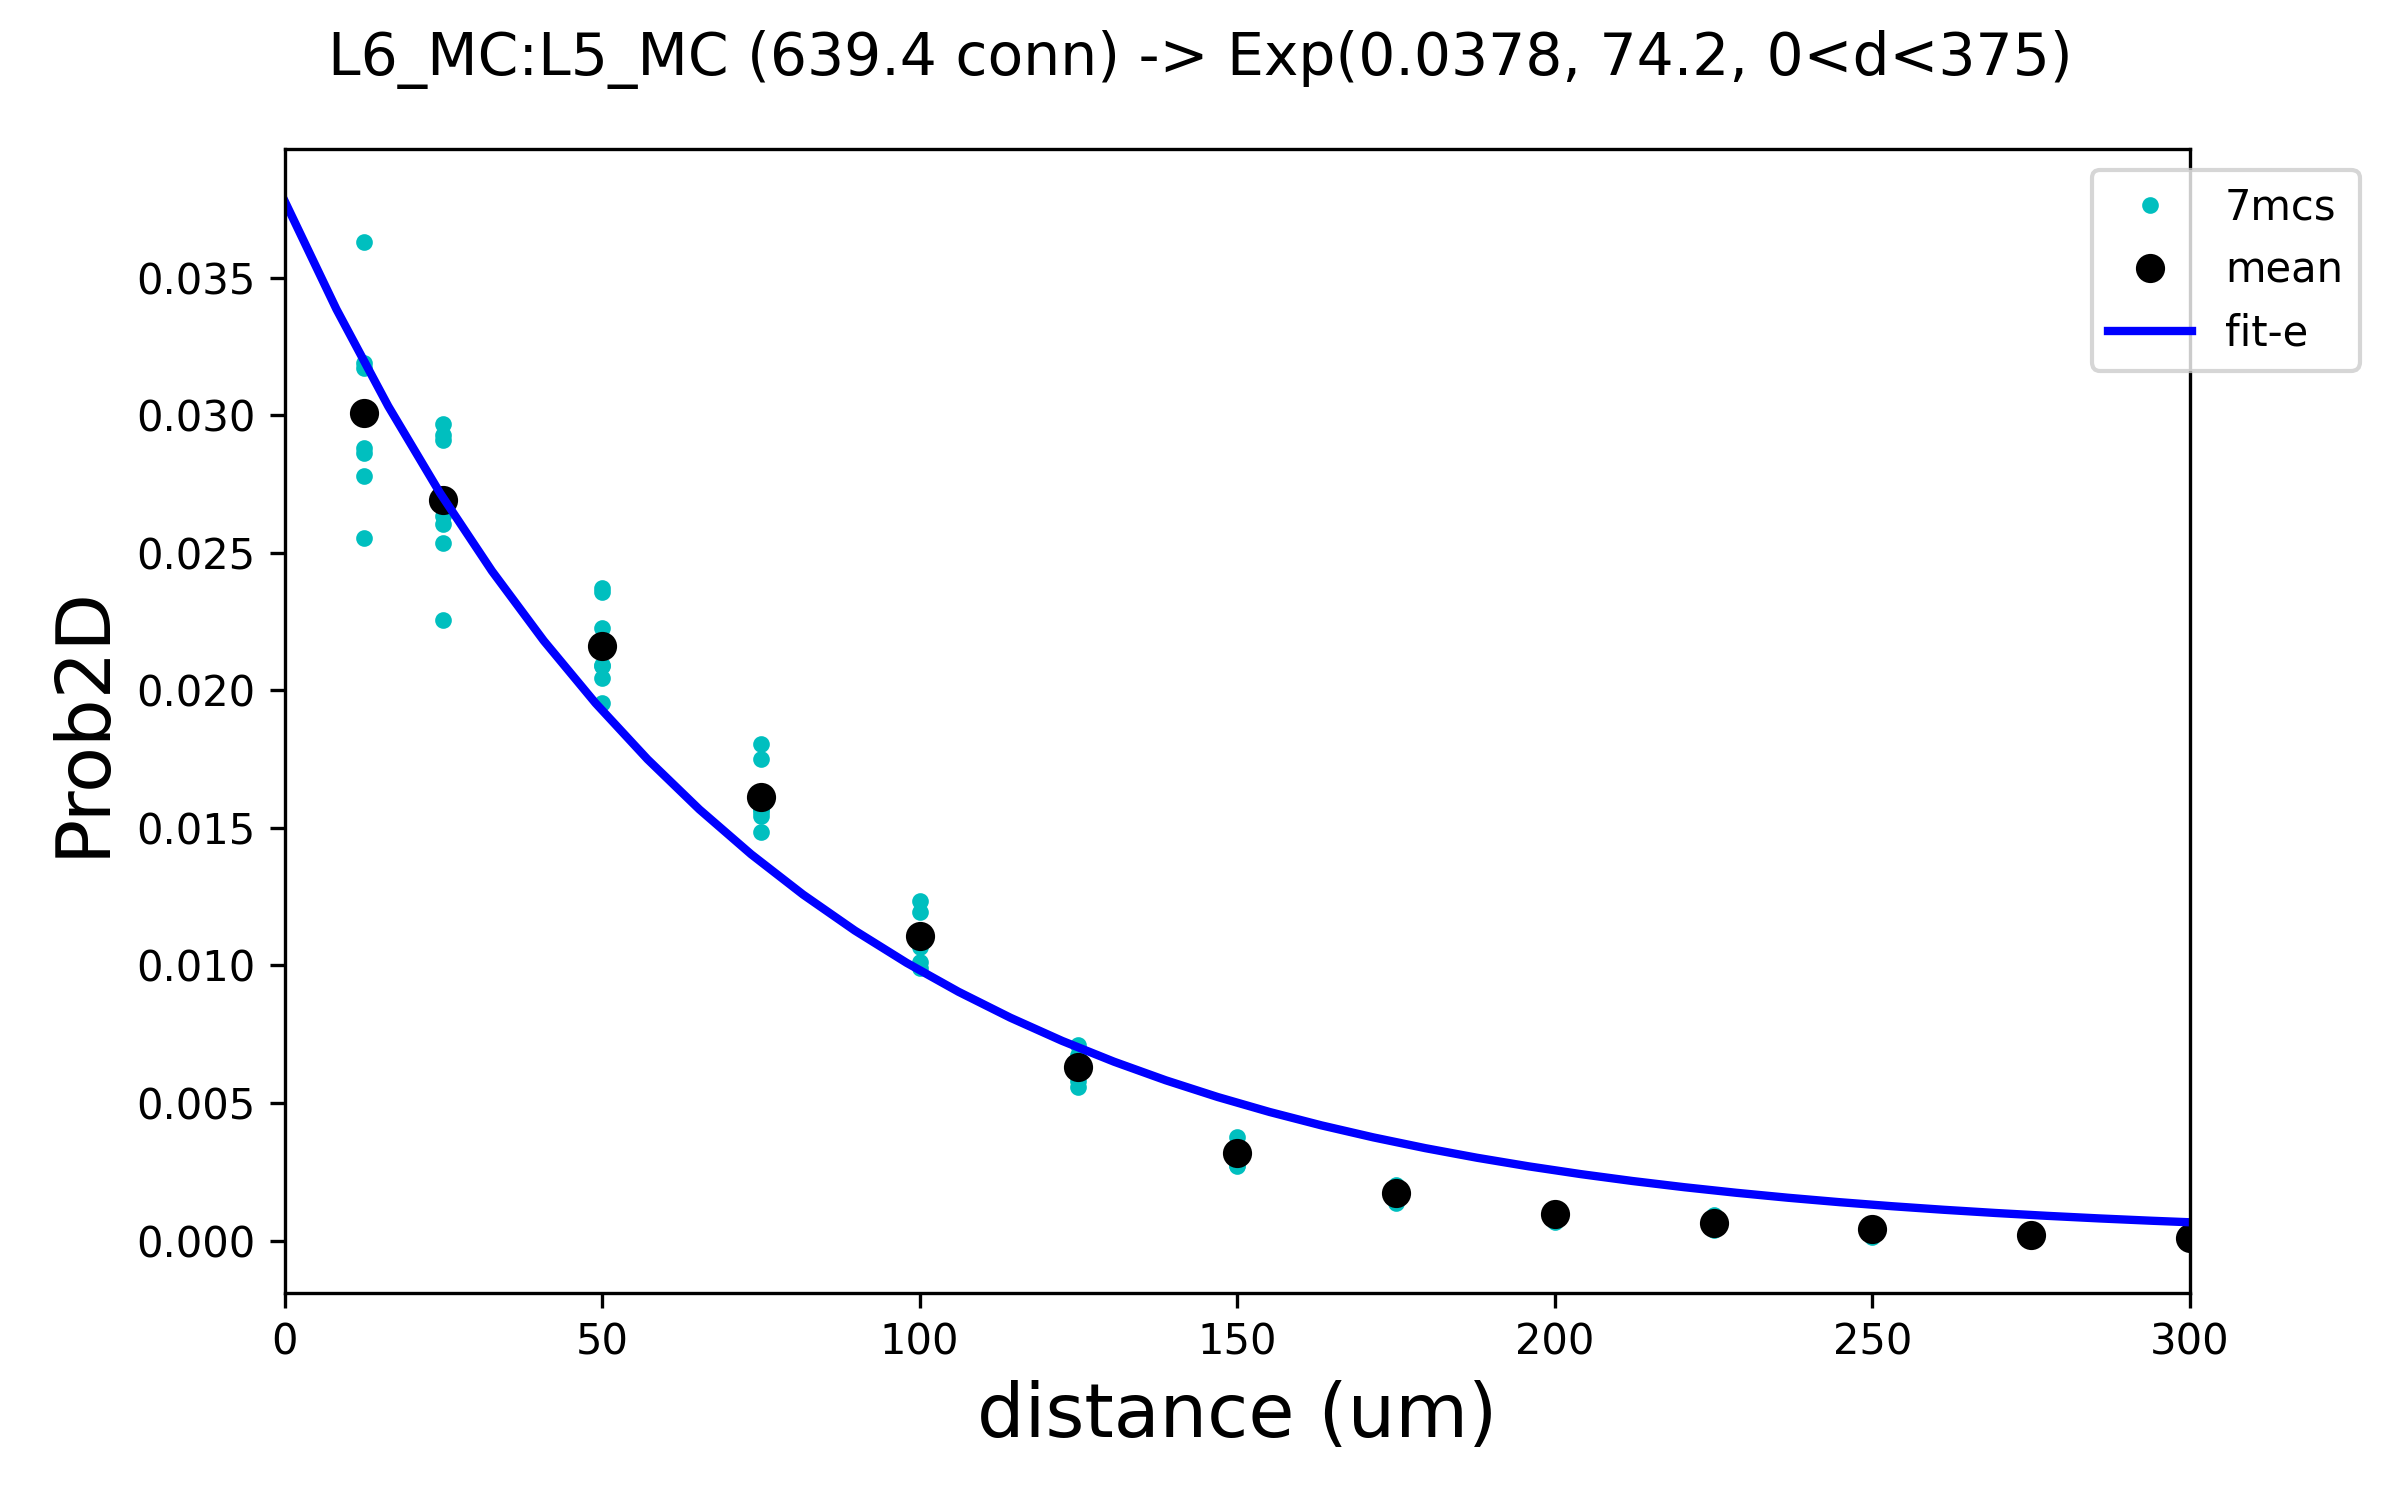 L6_MC:L5_MC (639.4 conn) -> Exp(0.0378, 74.2, 0<d<375)
7mcs
mean
fit-e
Prob2D
0.035
0.030
0.025
0.020
0.015
0.010
0.005
0.000
0 50 100 150 200 250 300
distance (um)